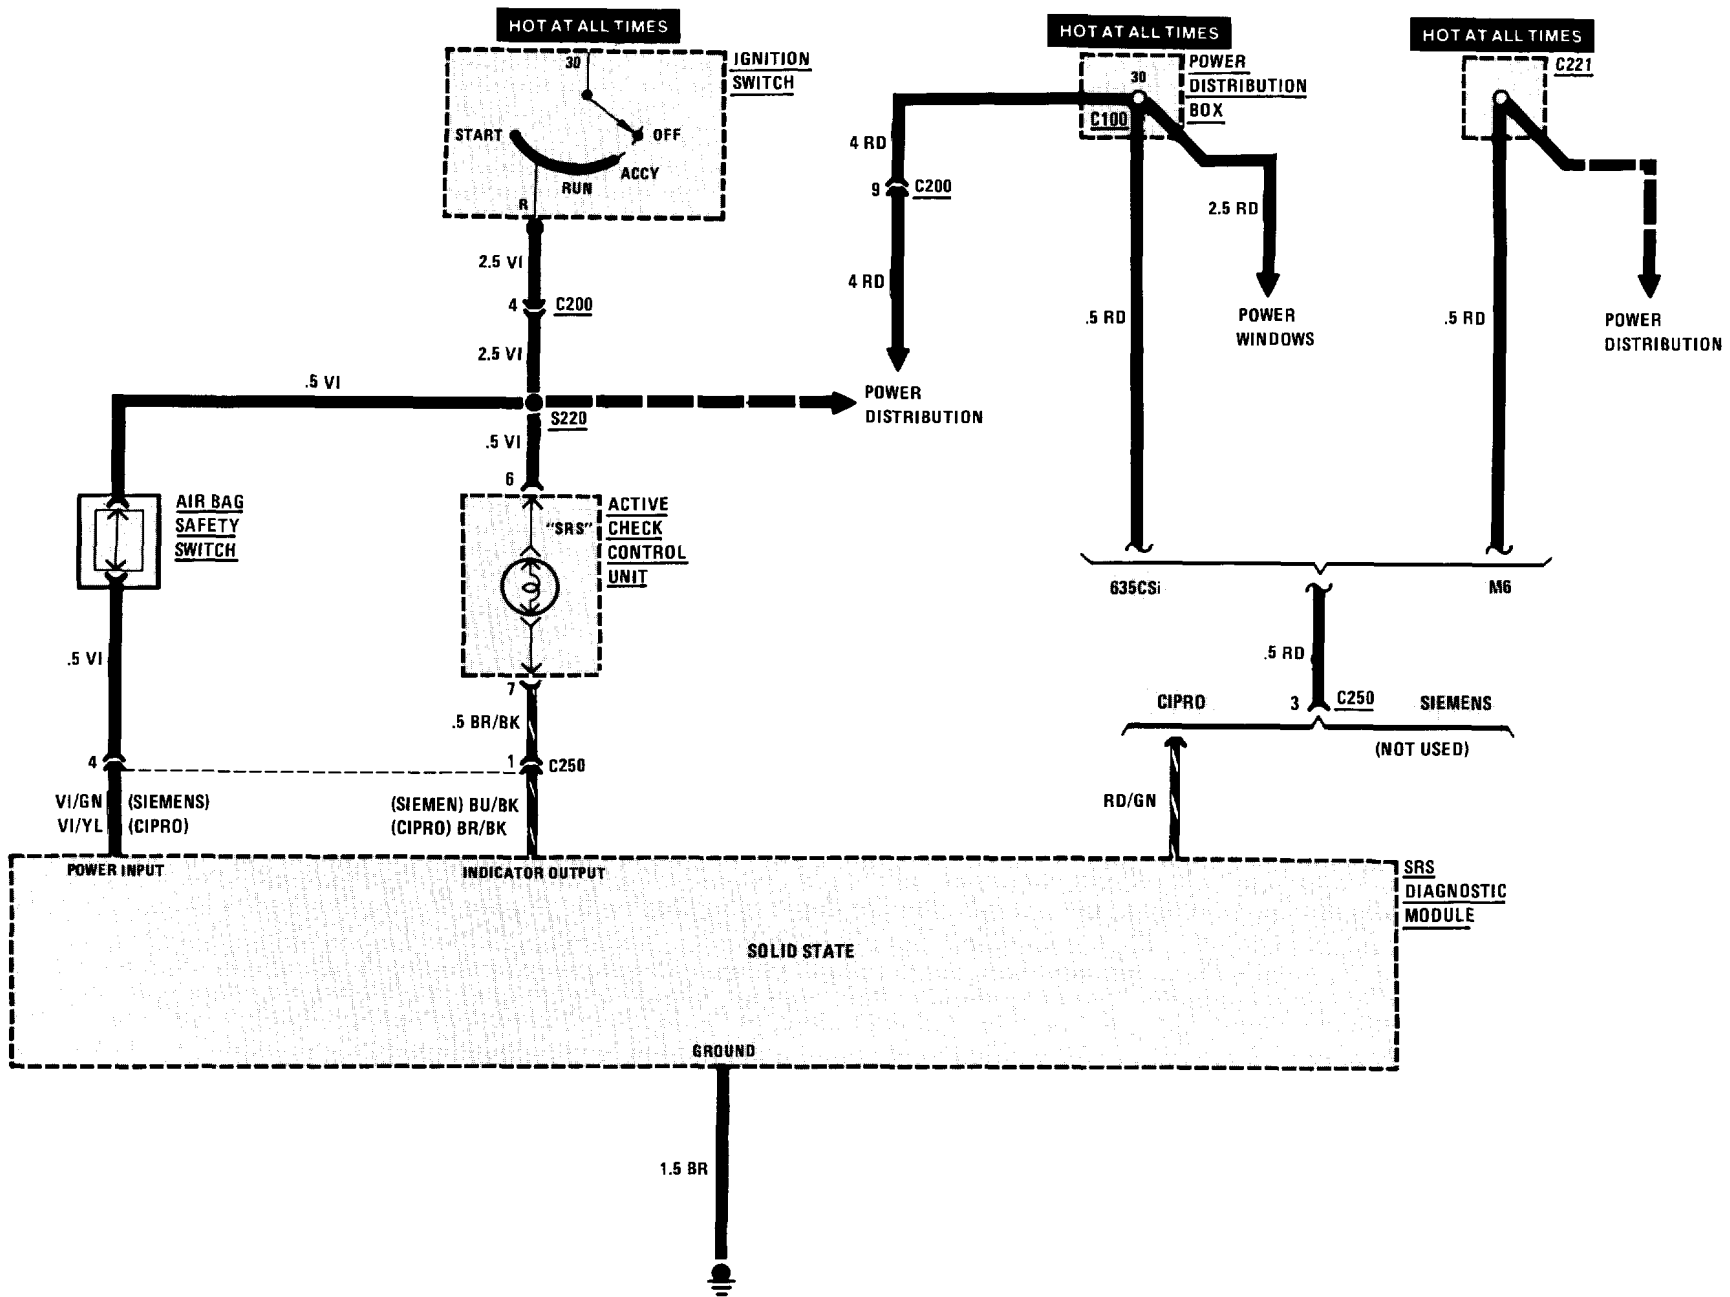 HOT AT ALL TIMES
HOT AT ALL TIMES
HOT AT ALL TIMES
30
IGNITION
SWITCH
START
OFF
ACCY
RUN
R
2.5 VI
4
C200
2.5 VI
.5 VI
S220
.5 VI
6
POWER
DISTRIBUTION
BOX
30
C100
4 RD
9
C200
4 RD
2.5 RD
POWER
DISTRIBUTION
.5 RD
POWER
WINDOWS
C221
.5 RD
POWER
DISTRIBUTION
AIR BAG
SAFETY
SWITCH
"SRS"
ACTIVE
CHECK
CONTROL
UNIT
635CSi
M6
.5 VI
7
.5 BR/BK
.5 RD
CIPRO
3
C250
SIEMENS
(NOT USED)
4
1
C250
VI/GN
(SIEMENS)
VI/YL
(CIPRO)
(SIEMEN) BU/BK
(CIPRO) BR/BK
RD/GN
POWER INPUT
INDICATOR OUTPUT
SRS
DIAGNOSTIC
MODULE
SOLID STATE
GROUND
1.5 BR